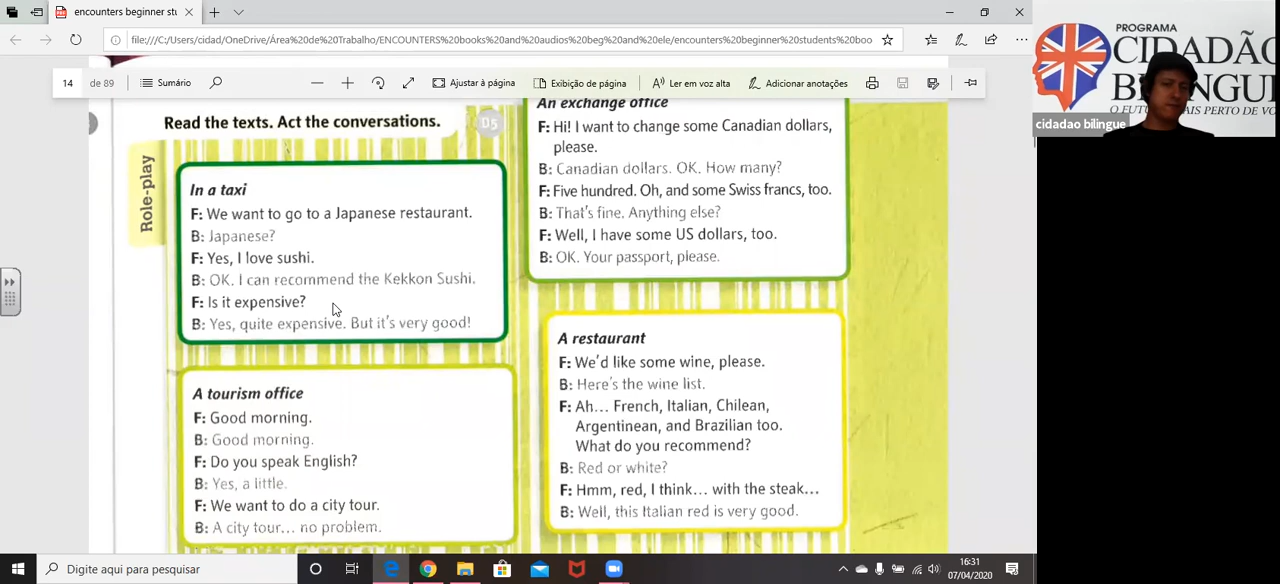 encounters beginner stu
file:///C:/Users/cidad/OneDrive/Área%20de%20Trabalho/ENCOUNTERS%20books%20and%20audios%20beg%20and%20ele/encounters%20beginner%20students%20boo
14 de 89 Sumário Ajustar à página Exibição de página Ler em voz alta Adicionar anotações
PROGRAMA
CIDADÃO
BILINGU
O FUTU AIS PERTO DE VO
cidadao bilingue
Read the texts. Act the conversations.
D5
Role-play
In a taxi
F: We want to go to a Japanese restaurant.
B: Japanese?
F: Yes, I love sushi.
B: OK. I can recommend the Kekkon Sushi.
F: Is it expensive?
B: Yes, quite expensive. But it's very good!
A tourism office
F: Good morning.
B: Good morning.
F: Do you speak English?
B: Yes, a little.
F: We want to do a city tour.
B: A city tour... no problem.
An exchange office
F: Hi! I want to change some Canadian dollars,
please.
B: Canadian dollars. OK. How many?
F: Five hundred. Oh, and some Swiss francs, too.
B: That's fine. Anything else?
F: Well, I have some US dollars, too.
B: OK. Your passport, please.
A restaurant
F: We'd like some wine, please.
B: Here's the wine list.
F: Ah... French, Italian, Chilean,
Argentinean, and Brazilian too.
What do you recommend?
B: Red or white?
F: Hmm, red, I think... with the steak...
B: Well, this Italian red is very good.
Digite aqui para pesquisar
16:31
07/04/2020